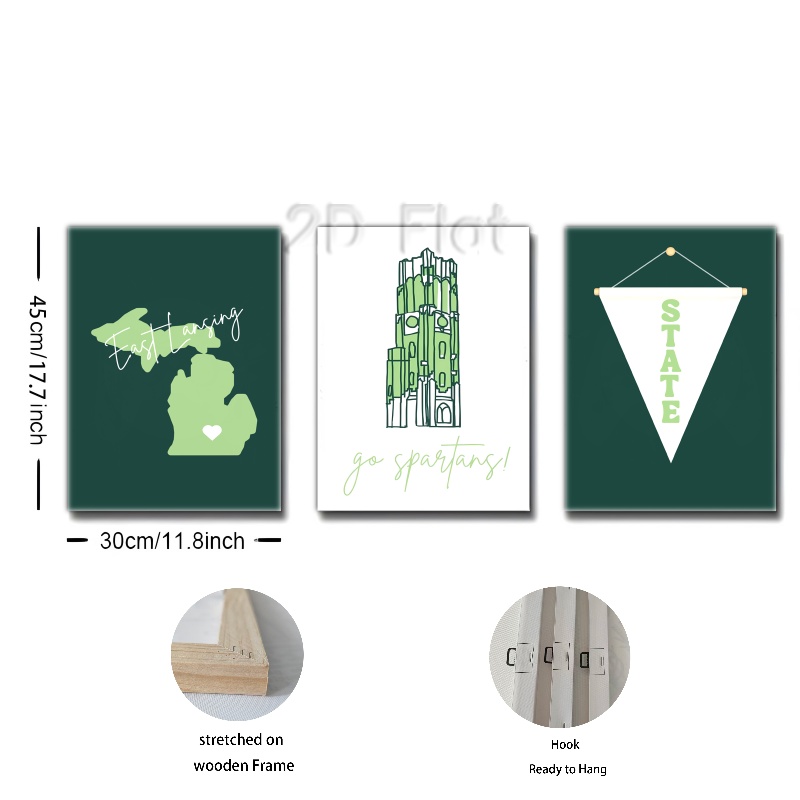 2D Flat
East Lansing
go spartans!
STATE
45cm/17.7inch
30cm/11.8inch
stretched on
wooden Frame
Hook
Ready to Hang